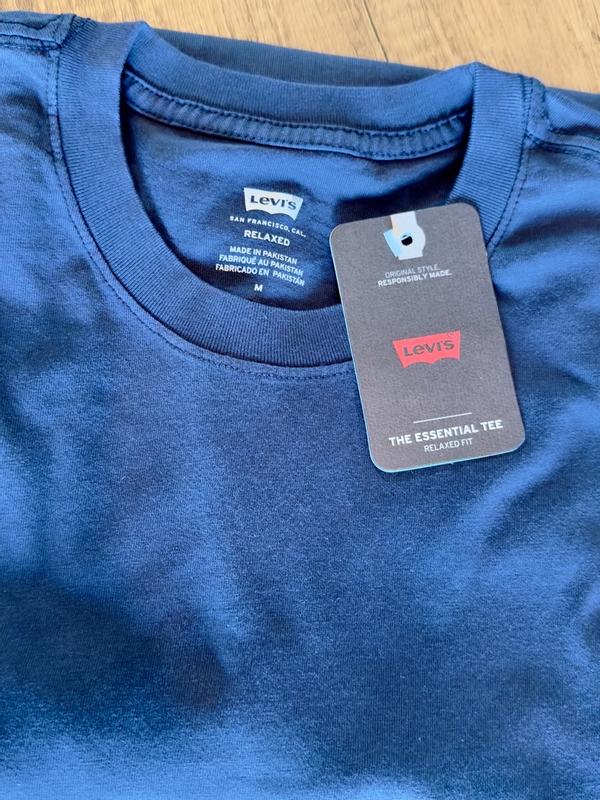 Levi's
SAN FRANCISCO, CAL.
RELAXED
MADE IN PAKISTAN
FABRIQUÉ AU PAKISTAN
FABRICADO EN PAKISTÁN
M
ORIGINAL STYLE.
RESPONSIBLY MADE.
Levi's
THE ESSENTIAL TEE
RELAXED FIT